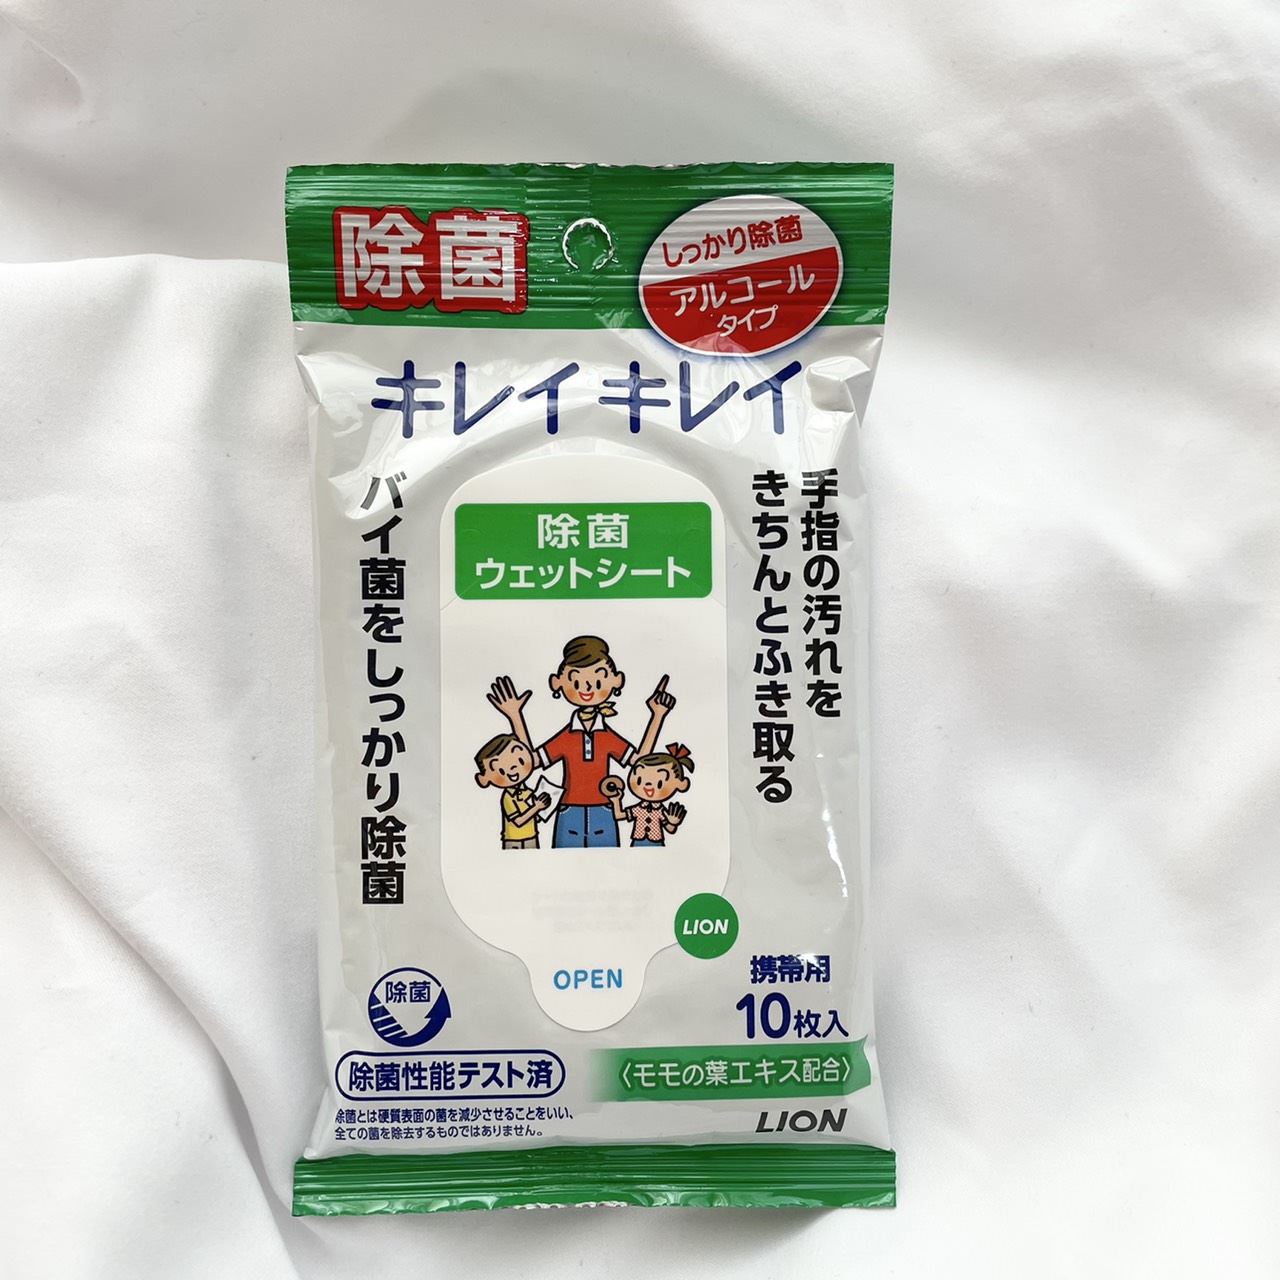 除菌
しっかり除菌
アルコール
タイプ
キレイキレイ
手指の汚れを
きちんとふき取る
バイ菌をしっかり除菌
除菌
ウェットシート
LION
OPEN
携帯用
10枚入
除菌
除菌性能テスト済
〈モモの葉エキス配合〉
除菌とは硬質表面の菌を減少させることをいい、
全ての菌を除去するものではありません。
LION